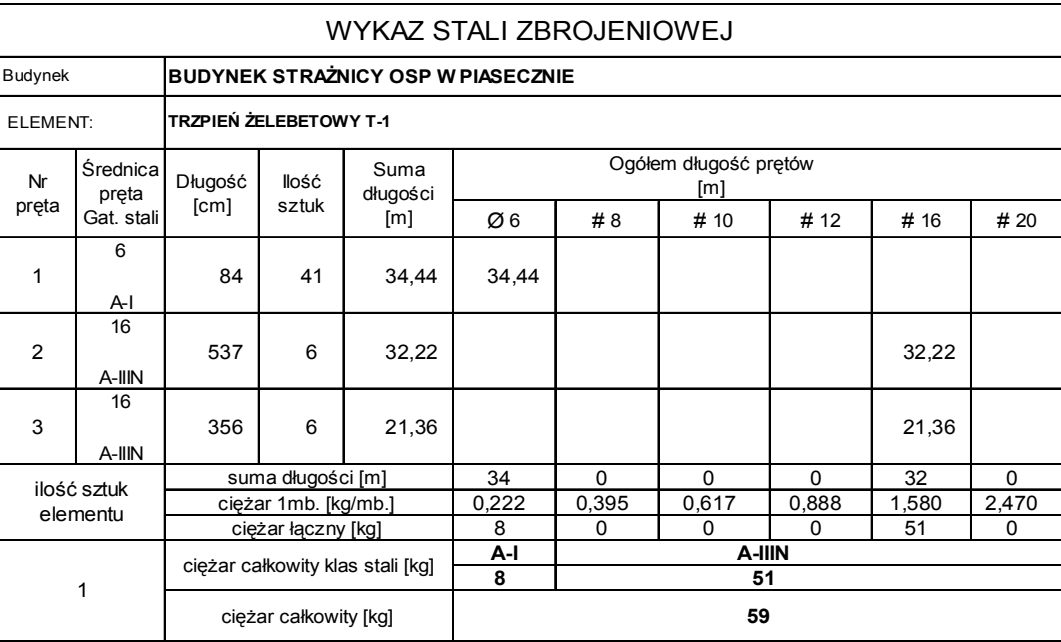 WYKAZ STALI ZBROJENIOWEJ
Budynek BUDYNEK STRAŻNICY OSP W PIASECZNIE
ELEMENT: TRZPIEŃ ŻELEBETOWY T-1
Nr pręta Średnica pręta Gat. stali Długość [cm] Ilość sztuk Suma długości [m] Ogółem długość prętów [m]
Ø 6 # 8 # 10 # 12 # 16 # 20
1 6 A-I 84 41 34,44 34,44
2 16 A-IIIN 537 6 32,22 32,22
3 16 A-IIIN 356 6 21,36 21,36
ilość sztuk elementu suma długości [m] 34 0 0 0 32 0
ciężar 1mb. [kg/mb.] 0,222 0,395 0,617 0,888 1,580 2,470
ciężar łączny [kg] 8 0 0 0 51 0
1 ciężar całkowity klas stali [kg] A-I A-IIIN
8 51
ciężar całkowity [kg] 59